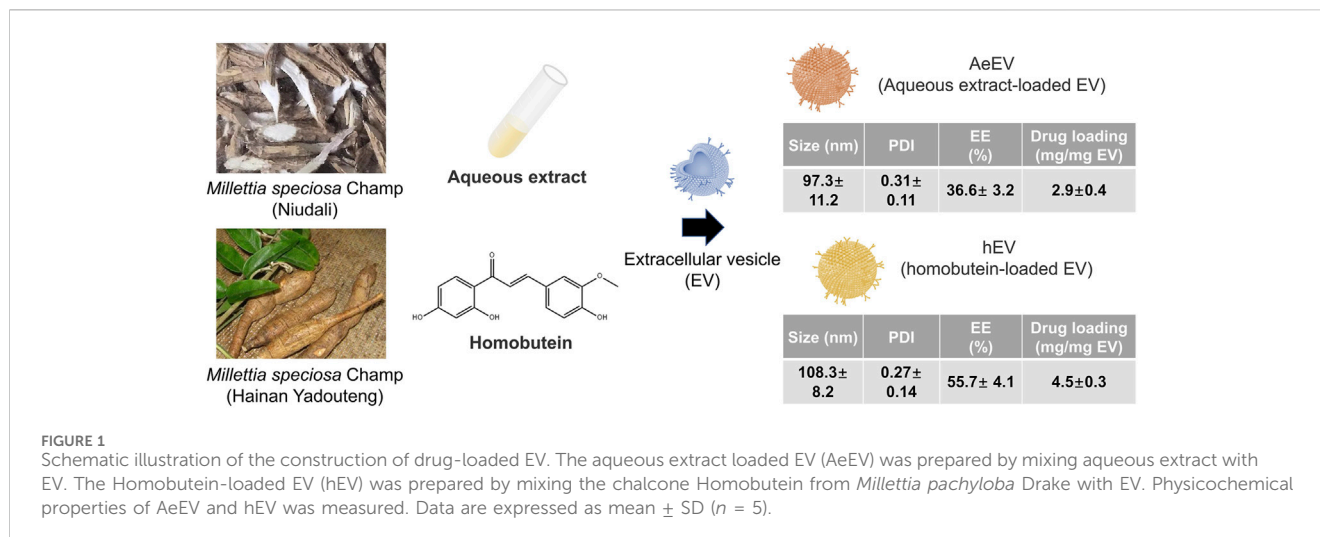 Millettia speciosa Champ
(Niudali)
Millettia speciosa Champ
(Hainan Yadouteng)
Aqueous extract
O
O
HO
OH
OH
Homobutein
Extracellular vesicle
(EV)
AeEV
(Aqueous extract-loaded EV)
Size (nm) PDI EE (%) Drug loading (mg/mg EV)
97.3± 11.2 0.31± 0.11 36.6± 3.2 2.9±0.4
hEV
(homobutein-loaded EV)
Size (nm) PDI EE (%) Drug loading (mg/mg EV)
108.3± 8.2 0.27± 0.14 55.7± 4.1 4.5±0.3
FIGURE 1
Schematic illustration of the construction of drug-loaded EV. The aqueous extract loaded EV (AeEV) was prepared by mixing aqueous extract with
EV. The Homobutein-loaded EV (hEV) was prepared by mixing the chalcone Homobutein from Millettia pachyloba Drake with EV. Physicochemical
properties of AeEV and hEV was measured. Data are expressed as mean ± SD (n = 5).